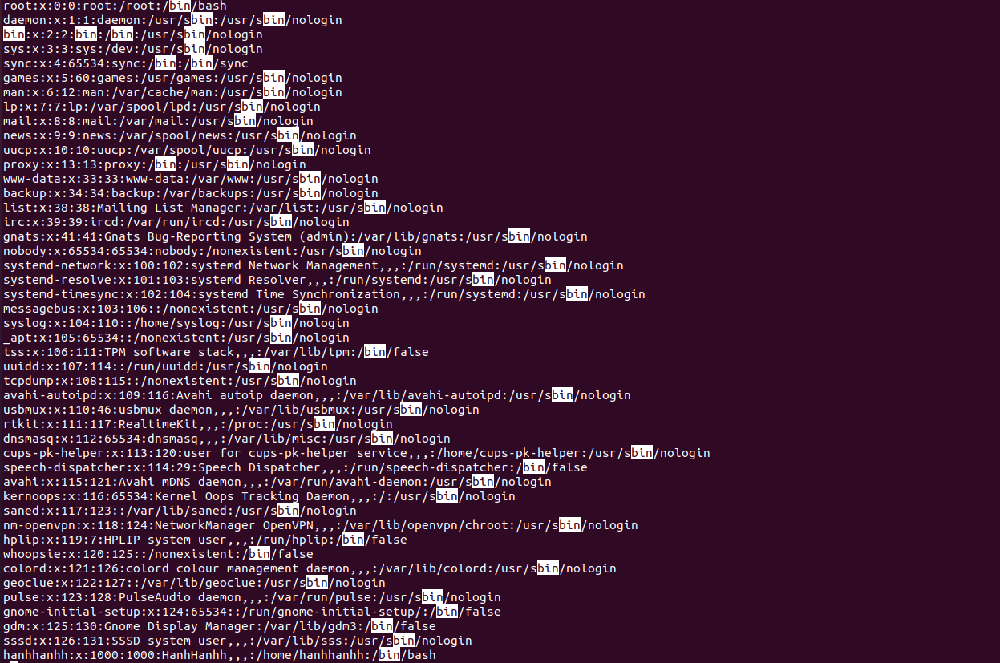 root:x:0:0:root:/root:/bin/bash
daemon:x:1:1:daemon:/usr/sbin:/usr/sbin/nologin
bin:x:2:2:bin:/bin:/usr/sbin/nologin
sys:x:3:3:sys:/dev:/usr/sbin/nologin
sync:x:4:65534:sync:/bin:/bin/sync
games:x:5:60:games:/usr/games:/usr/sbin/nologin
man:x:6:12:man:/var/cache/man:/usr/sbin/nologin
lp:x:7:7:lp:/var/spool/lpd:/usr/sbin/nologin
mail:x:8:8:mail:/var/mail:/usr/sbin/nologin
news:x:9:9:news:/var/spool/news:/usr/sbin/nologin
uucp:x:10:10:uucp:/var/spool/uucp:/usr/sbin/nologin
proxy:x:13:13:proxy:/bin:/usr/sbin/nologin
www-data:x:33:33:www-data:/var/www:/usr/sbin/nologin
backup:x:34:34:backup:/var/backups:/usr/sbin/nologin
list:x:38:38:Mailing List Manager:/var/list:/usr/sbin/nologin
irc:x:39:39:ircd:/var/run/ircd:/usr/sbin/nologin
gnats:x:41:41:Gnats Bug-Reporting System (admin):/var/lib/gnats:/usr/sbin/nologin
nobody:x:65534:65534:nobody:/nonexistent:/usr/sbin/nologin
systemd-network:x:100:102:systemd Network Management,,,:/run/systemd:/usr/sbin/nologin
systemd-resolve:x:101:103:systemd Resolver,,,:/run/systemd:/usr/sbin/nologin
systemd-timesync:x:102:104:systemd Time Synchronization,,,:/run/systemd:/usr/sbin/nologin
messagebus:x:103:106::/nonexistent:/usr/sbin/nologin
syslog:x:104:110::/home/syslog:/usr/sbin/nologin
_apt:x:105:65534::/nonexistent:/usr/sbin/nologin
tss:x:106:111:TPM software stack,,,:/var/lib/tpm:/bin/false
uuidd:x:107:114::/run/uuidd:/usr/sbin/nologin
tcpdump:x:108:115::/nonexistent:/usr/sbin/nologin
avahi-autoipd:x:109:116:Avahi autoip daemon,,,:/var/lib/avahi-autoipd:/usr/sbin/nologin
usbmux:x:110:46:usbmux daemon,,,:/var/lib/usbmux:/usr/sbin/nologin
rtkit:x:111:117:RealtimeKit,,,:/proc:/usr/sbin/nologin
dnsmasq:x:112:65534:dnsmasq,,,:/var/lib/misc:/usr/sbin/nologin
cups-pk-helper:x:113:120:user for cups-pk-helper service,,,:/home/cups-pk-helper:/usr/sbin/nologin
speech-dispatcher:x:114:29:Speech Dispatcher,,,:/run/speech-dispatcher:/bin/false
avahi:x:115:121:Avahi mDNS daemon,,,:/var/run/avahi-daemon:/usr/sbin/nologin
kernoops:x:116:65534:Kernel Oops Tracking Daemon,,,:/:/usr/sbin/nologin
saned:x:117:123::/var/lib/saned:/usr/sbin/nologin
nm-openvpn:x:118:124:NetworkManager OpenVPN,,,:/var/lib/openvpn/chroot:/usr/sbin/nologin
hplip:x:119:7:HPLIP system user,,,:/run/hplip:/bin/false
whoopsie:x:120:125::/nonexistent:/bin/false
colord:x:121:126:colord colour management daemon,,,:/var/lib/colord:/usr/sbin/nologin
geoclue:x:122:127::/var/lib/geoclue:/usr/sbin/nologin
pulse:x:123:128:PulseAudio daemon,,,:/var/run/pulse:/usr/sbin/nologin
gnome-initial-setup:x:124:65534::/run/gnome-initial-setup/:/bin/false
gdm:x:125:130:Gnome Display Manager:/var/lib/gdm3:/bin/false
sssd:x:126:131:SSSD system user,,,:/var/lib/sss:/usr/sbin/nologin
hanhhanhh:x:1000:1000:HanhHanhh,,,:/home/hanhhanhh:/bin/bash